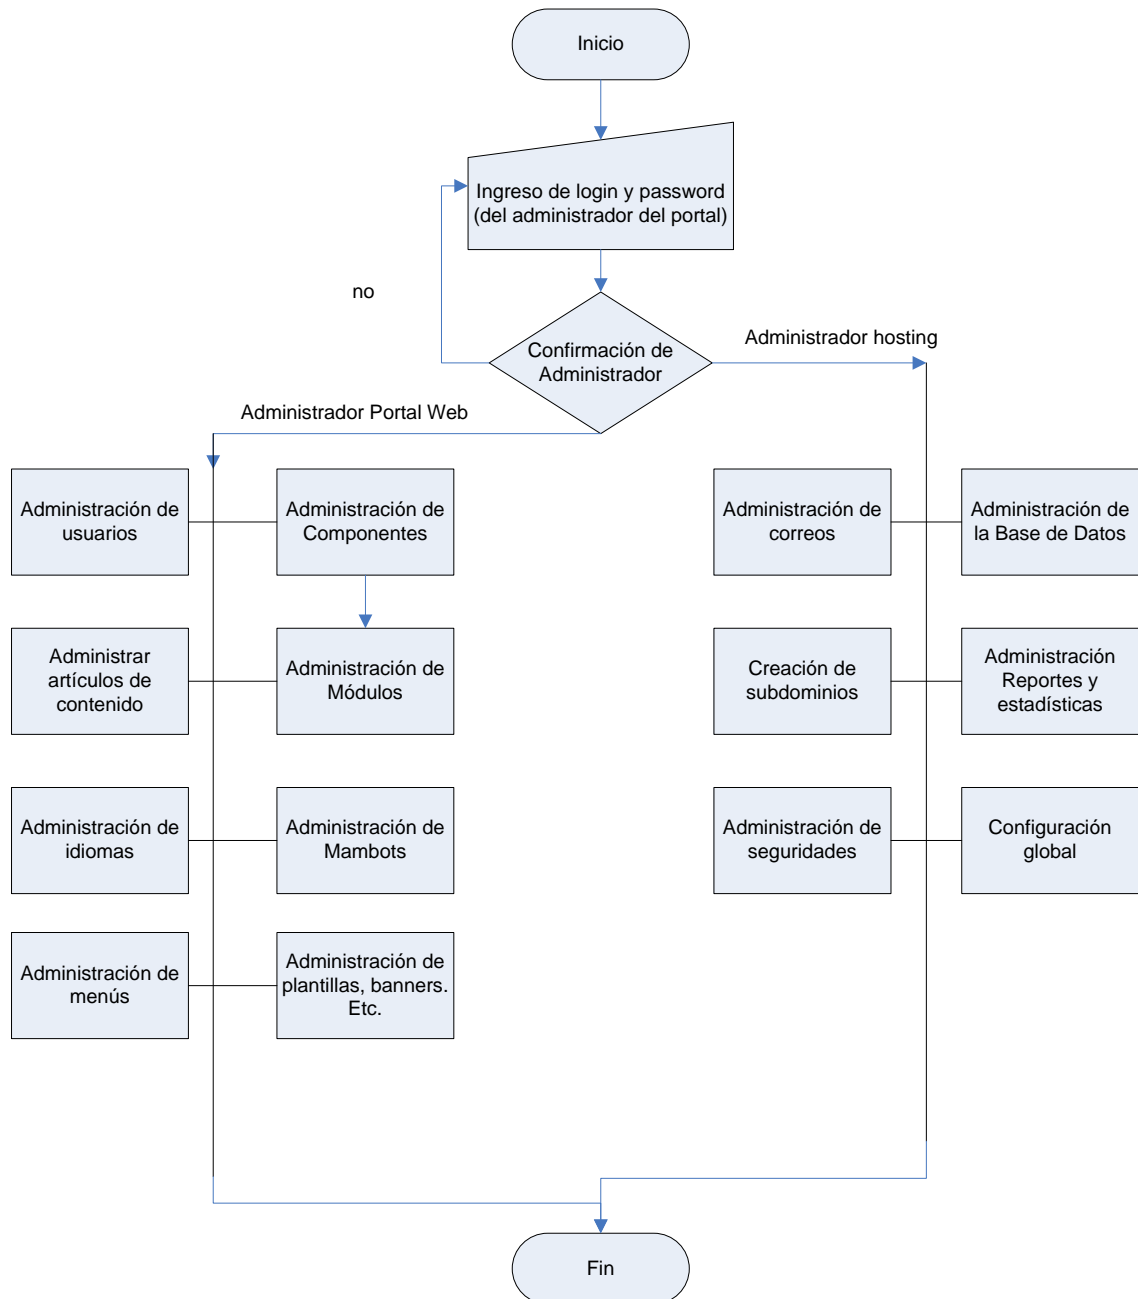 Inicio
Ingreso de login y password
(del administrador del portal)
no
Confirmación de
Administrador
Administrador hosting
Administrador Portal Web
Administración de
usuarios
Administración de
Componentes
Administración de
correos
Administración de
la Base de Datos
Administrar
artículos de
contenido
Administración de
Módulos
Creación de
subdominios
Administración
Reportes y
estadísticas
Administración de
idiomas
Administración de
Mambots
Administración de
seguridades
Configuración
global
Administración de
menús
Administración de
plantillas, banners.
Etc.
Fin